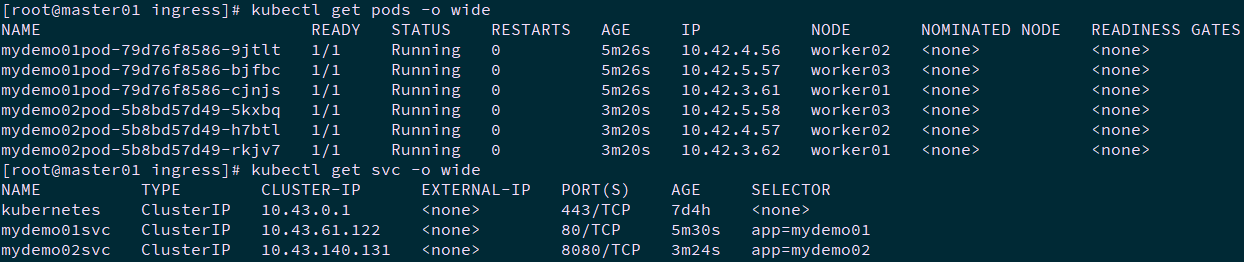 [root@master01 ingress]# kubectl get pods -o wide
NAME READY STATUS RESTARTS AGE IP NODE NOMINATED NODE READINESS GATES
mydemo01pod-79d76f8586-9jtlt 1/1 Running 0 5m26s 10.42.4.56 worker02 <none> <none>
mydemo01pod-79d76f8586-bjfbc 1/1 Running 0 5m26s 10.42.5.57 worker03 <none> <none>
mydemo01pod-79d76f8586-cjnjs 1/1 Running 0 5m26s 10.42.3.61 worker01 <none> <none>
mydemo02pod-5b8bd57d49-5kxbq 1/1 Running 0 3m20s 10.42.5.58 worker03 <none> <none>
mydemo02pod-5b8bd57d49-h7btl 1/1 Running 0 3m20s 10.42.4.57 worker02 <none> <none>
mydemo02pod-5b8bd57d49-rkjv7 1/1 Running 0 3m20s 10.42.3.62 worker01 <none> <none>
[root@master01 ingress]# kubectl get svc -o wide
NAME TYPE CLUSTER-IP EXTERNAL-IP PORT(S) AGE SELECTOR
kubernetes ClusterIP 10.43.0.1 <none> 443/TCP 7d4h <none>
mydemo01svc ClusterIP 10.43.61.122 <none> 80/TCP 5m30s app=mydemo01
mydemo02svc ClusterIP 10.43.140.131 <none> 8080/TCP 3m24s app=mydemo02